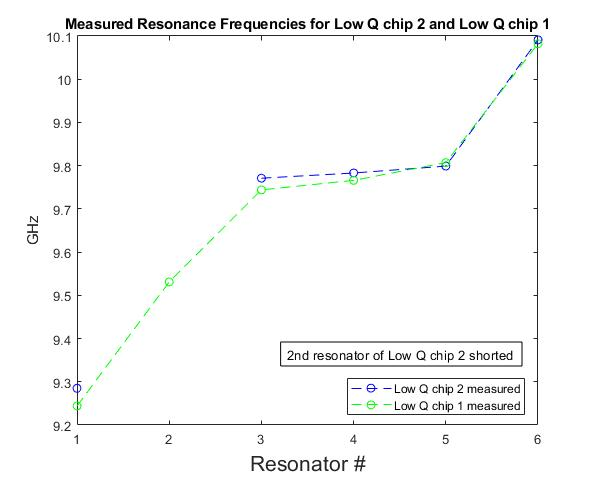 Measured Resonance Frequencies for Low Q chip 2 and Low Q chip 1
10.1
10
9.9
9.8
9.7
9.6
9.5
9.4
9.3
9.2
GHz
2nd resonator of Low Q chip 2 shorted
Low Q chip 2 measured
Low Q chip 1 measured
1 2 3 4 5 6
Resonator #